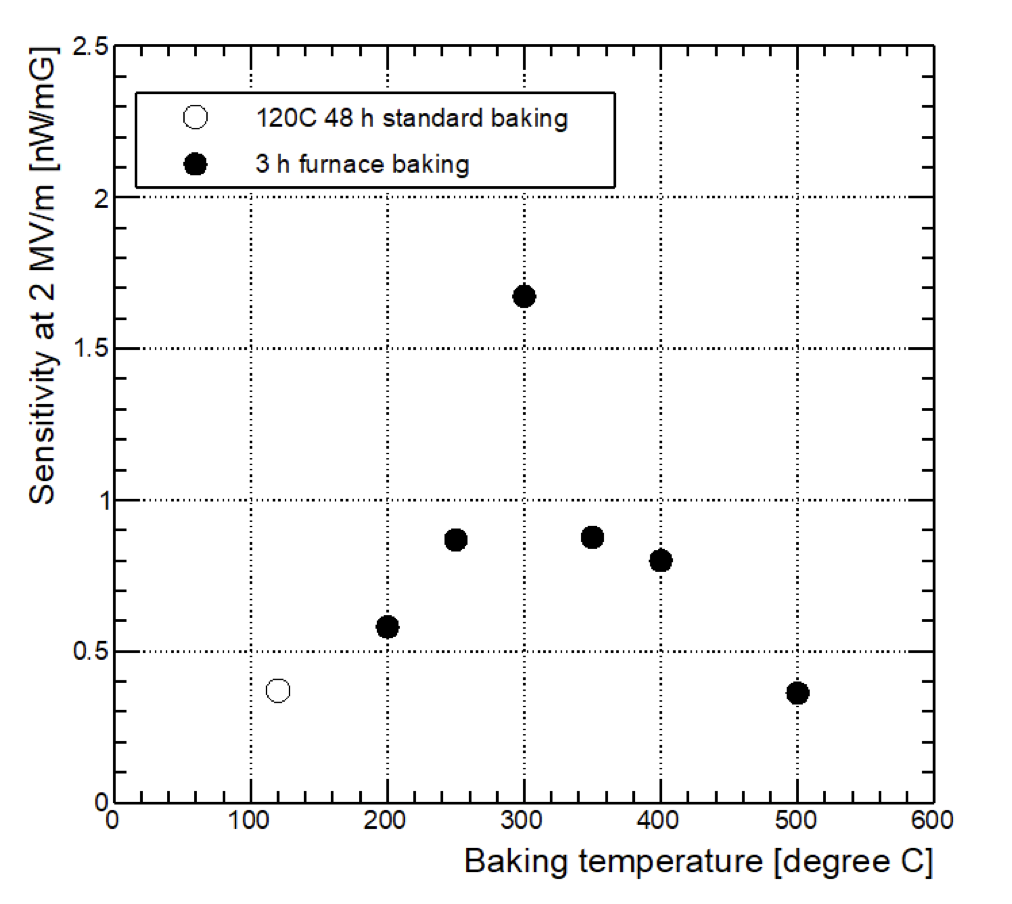 Sensitivity at 2 MV/m [nW/mG]
2.5
2
1.5
1
0.5
0
120C 48 h standard baking
3 h furnace baking
0 100 200 300 400 500 600
Baking temperature [degree C]